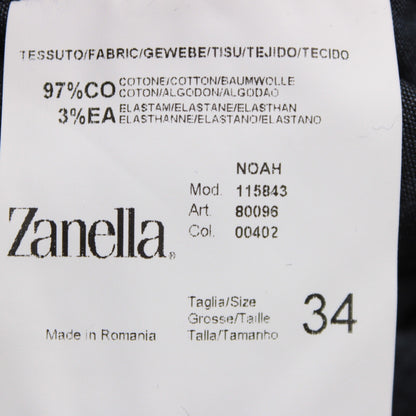 TESSUTO/FABRIC/GEWEBE/TISU/TEJIDO/TECIDO
97%CO COTONE/COTTON/BAUMWOLLE
COTON/ALGODON/ALGODAO
3%EA ELASTAM/ELASTANE/ELASTHAN
ELASTHANNE/ELASTANO/ELASTANO
NOAH
Mod. 115843
Art. 80096
Col. 00402
Zanella®
Taglia/Size
Grosse/Taille
Talla/Tamanho
34
Made in Romania